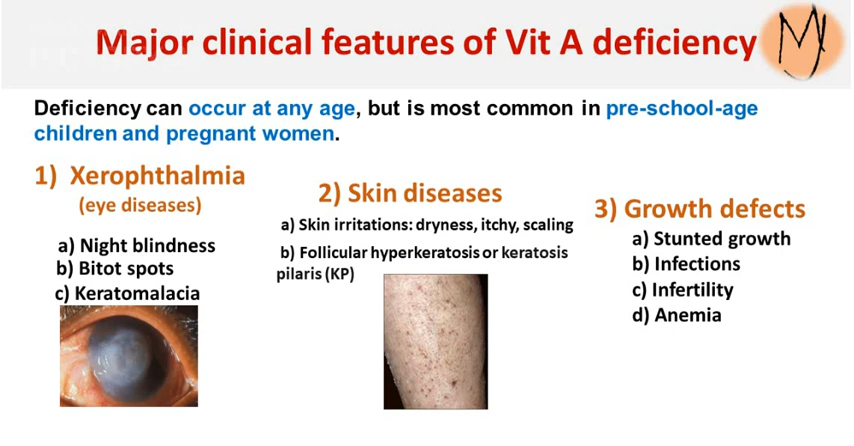 Major clinical features of Vit A deficiency
Deficiency can occur at any age, but is most common in pre-school-age
children and pregnant women.
1) Xerophthalmia
(eye diseases)
a) Night blindness
b) Bitot spots
c) Keratomalacia
2) Skin diseases
a) Skin irritations: dryness, itchy, scaling
b) Follicular hyperkeratosis or keratosis
pilaris (KP)
3) Growth defects
a) Stunted growth
b) Infections
c) Infertility
d) Anemia